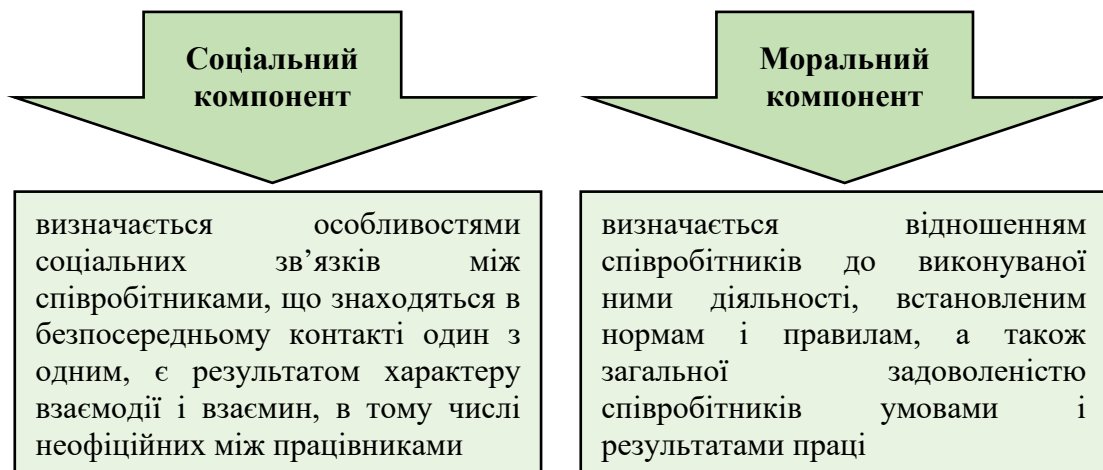 Соціальний
компонент
визначається особливостями
соціальних зв’язків між
співробітниками, що знаходяться в
безпосередньому контакті один з
одним, є результатом характеру
взаємодії і взаємин, в тому числі
неофіційних між працівниками
Моральний
компонент
визначається відношенням
співробітників до виконуваної
ними діяльності, встановленим
нормам і правилам, а також
загальної задоволеністю
співробітників умовами і
результатами праці